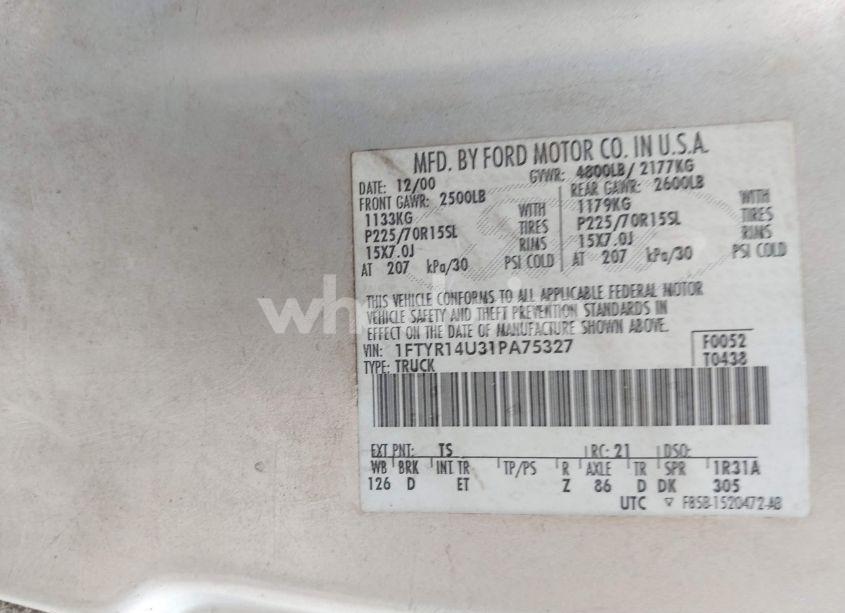 MFD. BY FORD MOTOR CO. IN U.S.A.
DATE: 12/00 GVWR: 4800LB/ 2177KG
FRONT GAWR: 2500LB REAR GAWR: 2600LB
1133KG WITH 1179KG WITH
P225/70R15SL TIRES P225/70R15SL TIRES
15X7.0J RIMS 15X7.0J RIMS
AT 207 kPa/30 PSI COLD AT 207 kPa/30 PSI COLD
THIS VEHICLE CONFORMS TO ALL APPLICABLE FEDERAL MOTOR
VEHICLE SAFETY AND THEFT PREVENTION STANDARDS IN
EFFECT ON THE DATE OF MANUFACTURE SHOWN ABOVE.
VIN: 1FTYR14U31PA75327 F0052
TYPE: TRUCK T0438
EXT PNT: TS RC: 21 DSO:
WB BRK INT TR TP/PS R AXLE TR SPR 1R31A
126 D ET Z 86 D DK 305
UTC ▽ F85B-1520472-AB